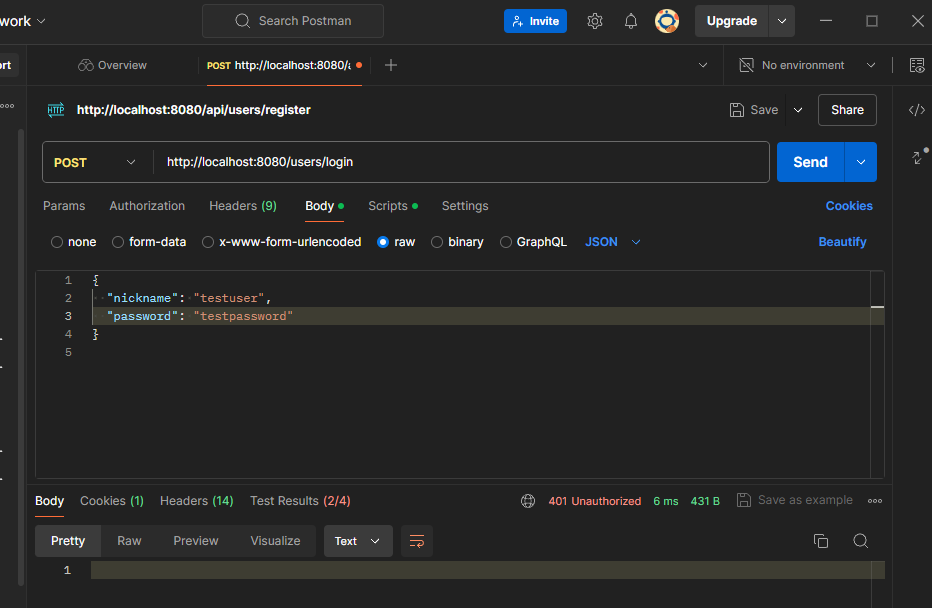 work
Search Postman
Invite
Upgrade
ort
Overview
POST http://localhost:8080/a
No environment
HTTP http://localhost:8080/api/users/register
Save
Share
POST
http://localhost:8080/users/login
Send
Params Authorization Headers (9) Body Scripts Settings
Cookies
none form-data x-www-form-urlencoded raw binary GraphQL JSON
Beautify
1 {
2 "nickname": "testuser",
3 "password": "testpassword"
4 }
5
Body Cookies (1) Headers (14) Test Results (2/4)
401 Unauthorized 6 ms 431 B Save as example
Pretty Raw Preview Visualize Text
1